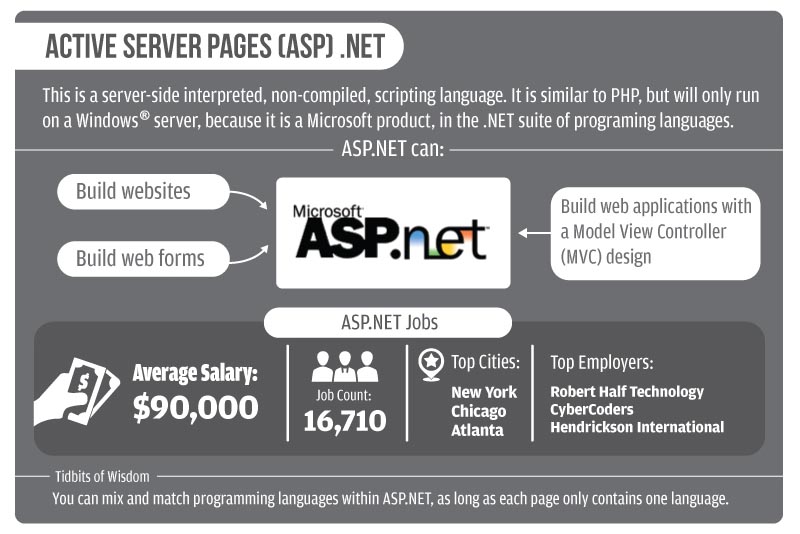 ACTIVE SERVER PAGES (ASP) .NET
This is a server-side interpreted, non-compiled, scripting language. It is similar to PHP, but will only run
on a Windows® server, because it is a Microsoft product, in the .NET suite of programing languages.
ASP.NET can:
Build websites
Build web forms
Microsoft
ASP.net
Build web applications with
a Model View Controller
(MVC) design
ASP.NET Jobs
$
Average Salary:
$90,000
Job Count:
16,710
Top Cities:
New York
Chicago
Atlanta
Top Employers:
Robert Half Technology
CyberCoders
Hendrickson International
Tidbits of Wisdom
You can mix and match programming languages within ASP.NET, as long as each page only contains one language.